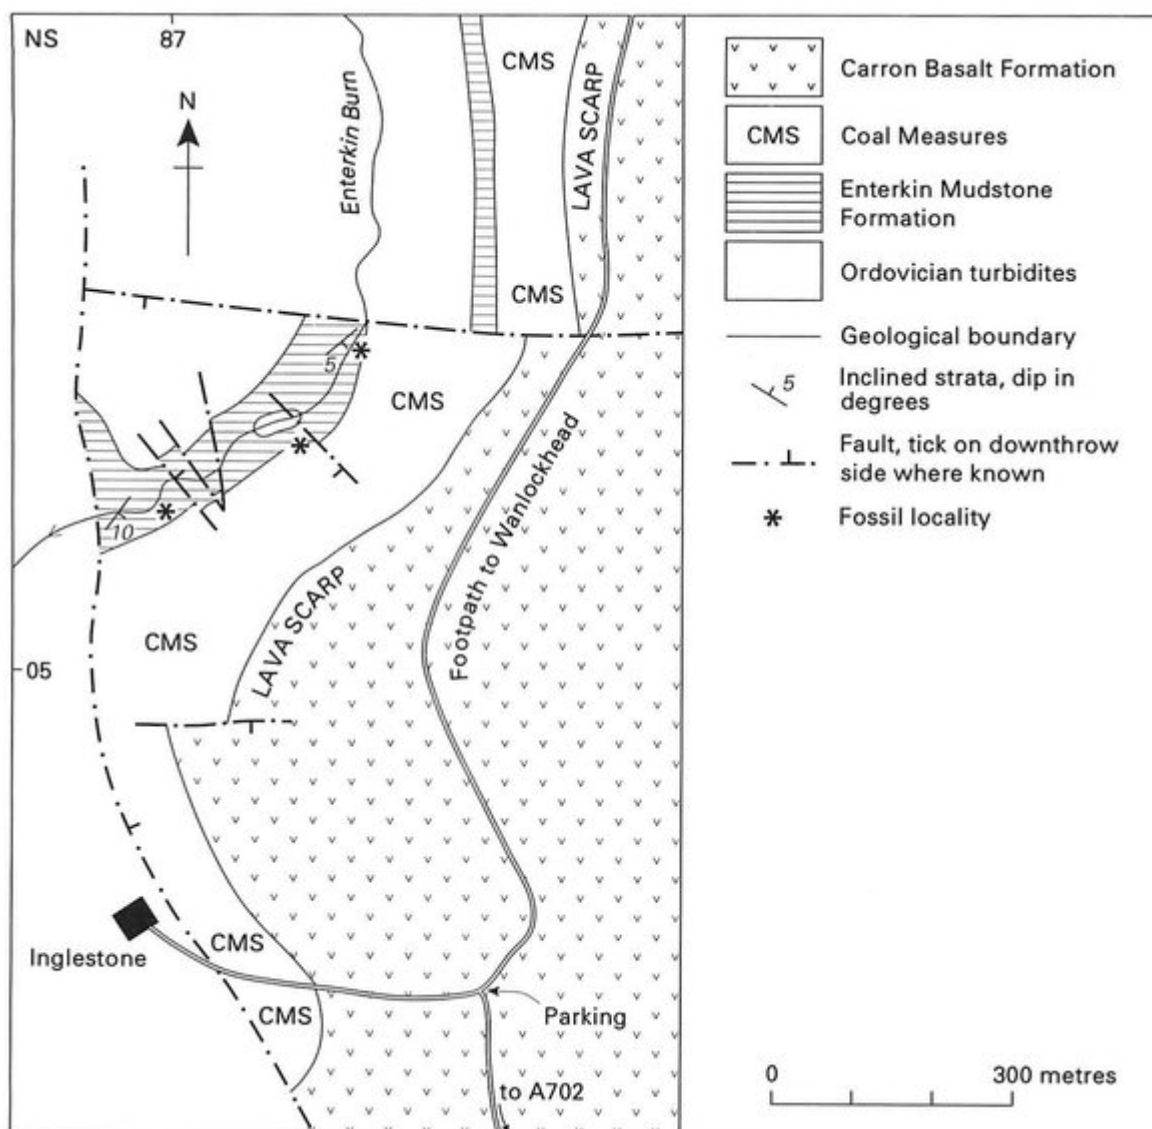 NS
87
N
Enterkin Burn
CMS
LAVA SCARP
CMS
5
CMS
10
Footpath to Wanlockhead
LAVA SCARP
CMS
05
Inglestone
CMS
CMS
Parking
to A702
Carron Basalt Formation
CMS
Coal Measures
Enterkin Mudstone
Formation
Ordovician turbidites
Geological boundary
5
Inclined strata, dip in
degrees
Fault, tick on downthrow
side where known
Fossil locality
0
300 metres